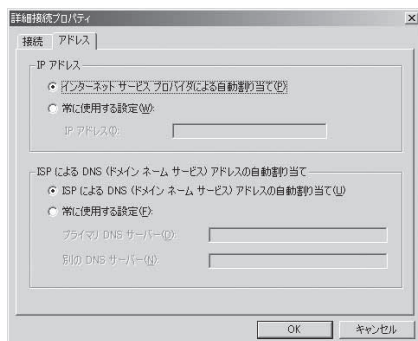 詳細接続プロパティ
接続 アドレス
IP アドレス
インターネット サービス プロバイダによる自動割り当て(P)
常に使用する設定(W):
IP アドレス(I):
ISP による DNS (ドメイン ネーム サービス) アドレスの自動割り当て
ISP による DNS (ドメイン ネーム サービス) アドレスの自動割り当て(U)
常に使用する設定(F):
プライマリ DNS サーバー(D):
別の DNS サーバー(N):
OK キャンセル